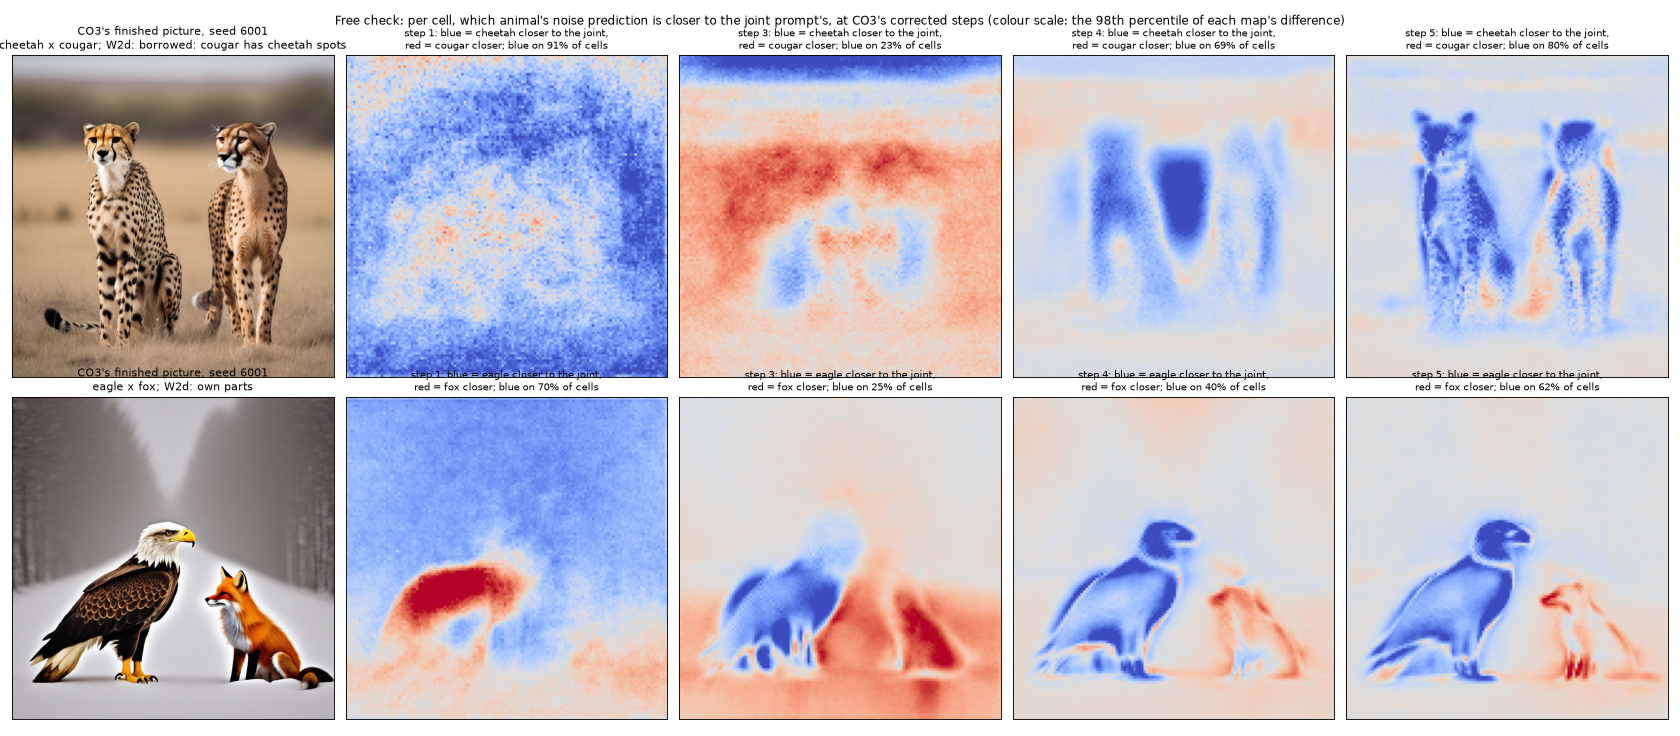 Free check: per cell, which animal's noise prediction is closer to the joint prompt's, at CO3's corrected steps (colour scale: the 98th percentile of each map's difference)
CO3's finished picture, seed 6001
cheetah x cougar; W2d: borrowed: cougar has cheetah spots
step 1: blue = cheetah closer to the joint,
red = cougar closer; blue on 91% of cells
step 3: blue = cheetah closer to the joint,
red = cougar closer; blue on 23% of cells
step 4: blue = cheetah closer to the joint,
red = cougar closer; blue on 69% of cells
step 5: blue = cheetah closer to the joint,
red = cougar closer; blue on 80% of cells
CO3's finished picture, seed 6001
eagle x fox; W2d: own parts
step 1: blue = eagle closer to the joint,
red = fox closer; blue on 70% of cells
step 3: blue = eagle closer to the joint,
red = fox closer; blue on 25% of cells
step 4: blue = eagle closer to the joint,
red = fox closer; blue on 40% of cells
step 5: blue = eagle closer to the joint,
red = fox closer; blue on 62% of cells